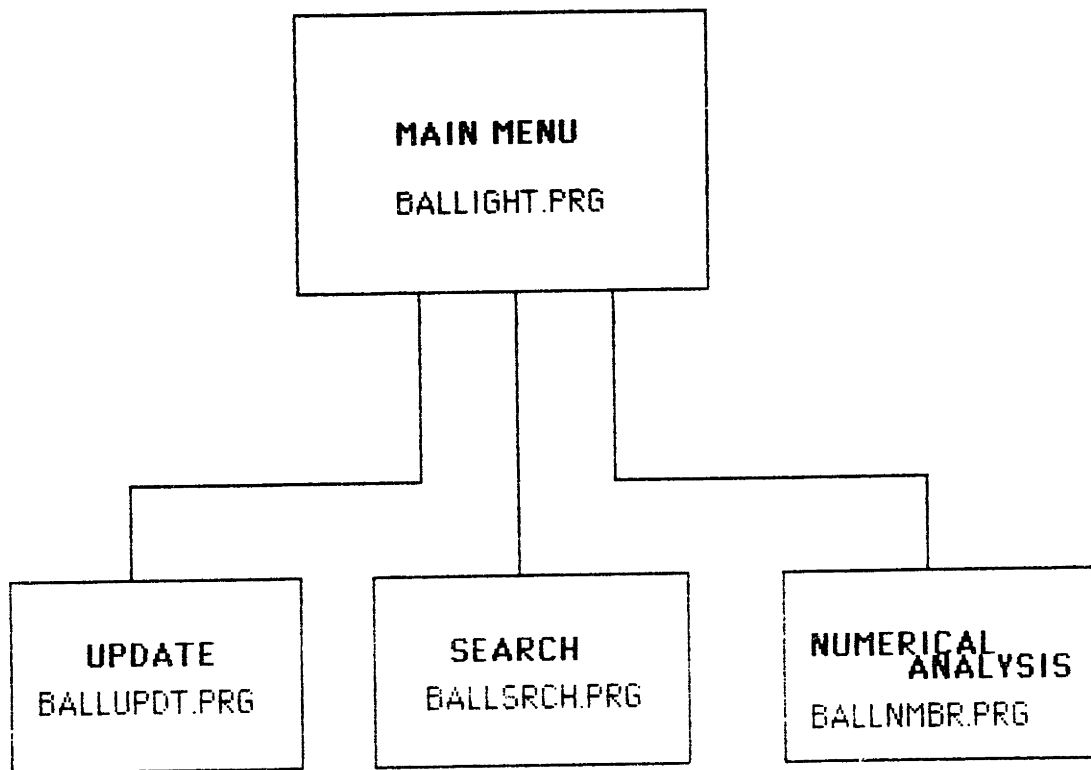 MAIN MENU
BALLIGHT.PRG
UPDATE
BALLUPDT.PRG
SEARCH
BALLSRCH.PRG
NUMERICAL
ANALYSIS
BALLNMBR.PRG